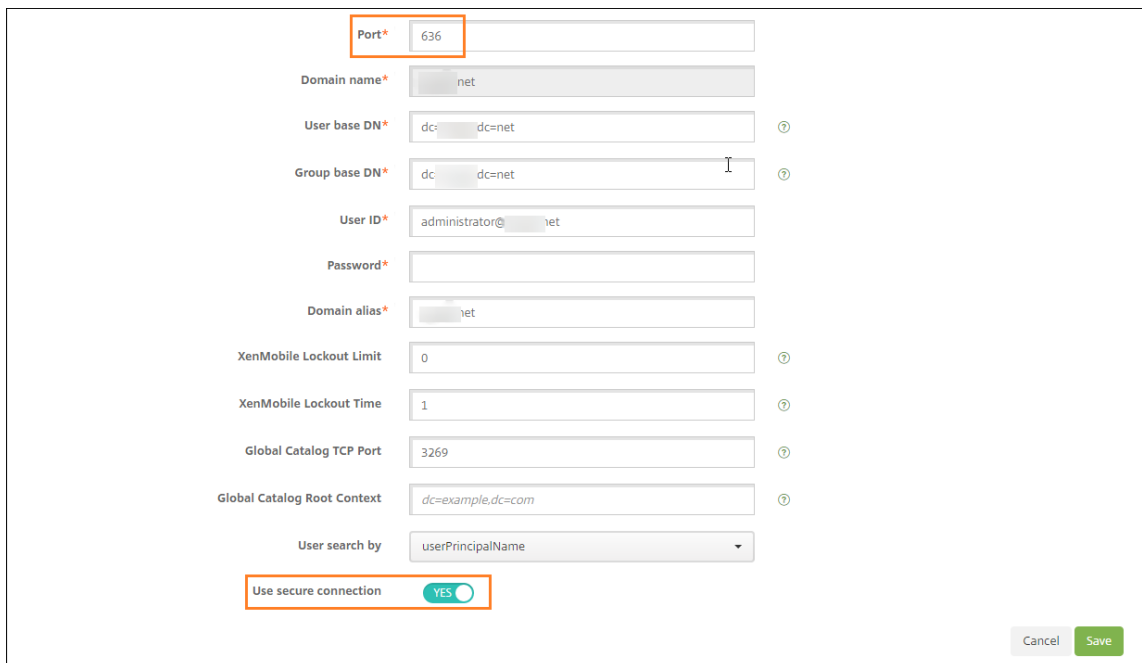 Port* 636
Domain name* net
User base DN* dc= dc=net
Group base DN* dc dc=net
User ID* administrator@ net
Password*
Domain alias* net
XenMobile Lockout Limit 0
XenMobile Lockout Time 1
Global Catalog TCP Port 3269
Global Catalog Root Context dc=example,dc=com
User search by userPrincipalName
Use secure connection YES
Cancel Save